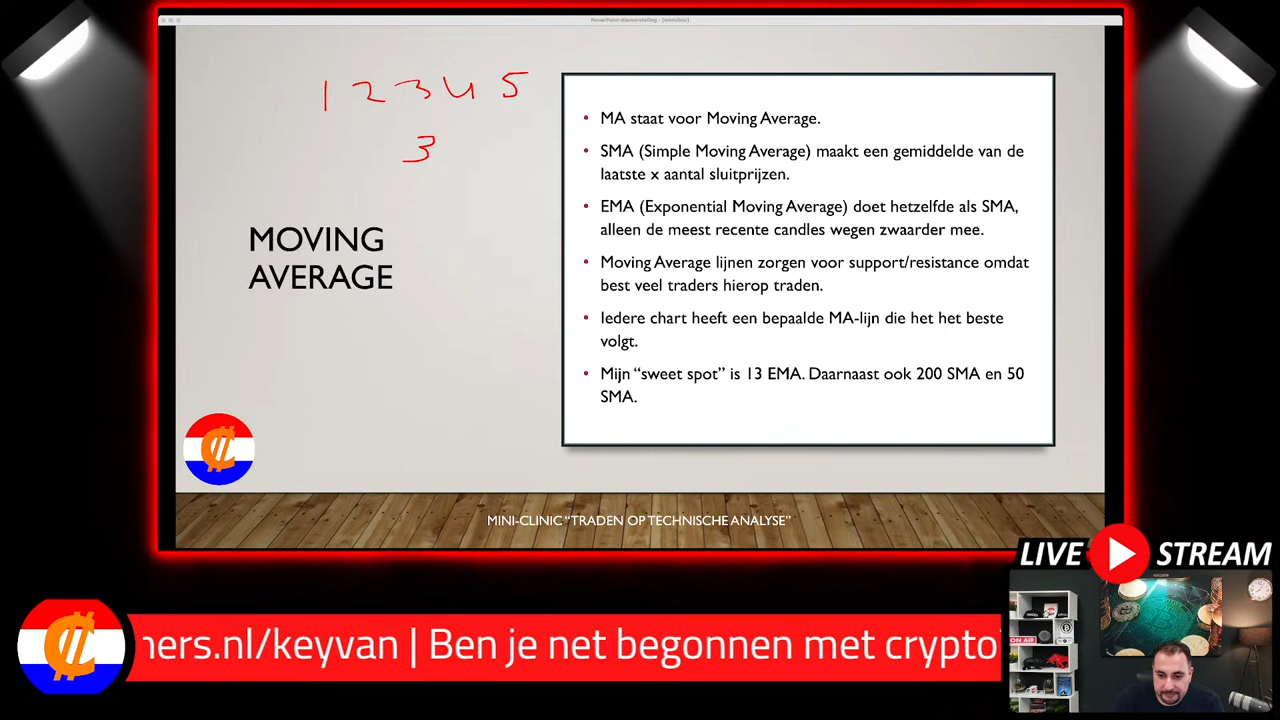 PowerPoint-diavoorstelling - [miniclinic]
1 2 3 4 5
3
MOVING
AVERAGE
• MA staat voor Moving Average.
• SMA (Simple Moving Average) maakt een gemiddelde van de
laatste x aantal sluitprijzen.
• EMA (Exponential Moving Average) doet hetzelfde als SMA,
alleen de meest recente candles wegen zwaarder mee.
• Moving Average lijnen zorgen voor support/resistance omdat
best veel traders hierop traden.
• Iedere chart heeft een bepaalde MA-lijn die het het beste
volgt.
• Mijn “sweet spot” is 13 EMA. Daarnaast ook 200 SMA en 50
SMA.
MINI-CLINIC “TRADEN OP TECHNISCHE ANALYSE”
LIVE STREAM
ners.nl/keyvan | Ben je net begonnen met crypto
ON AIR